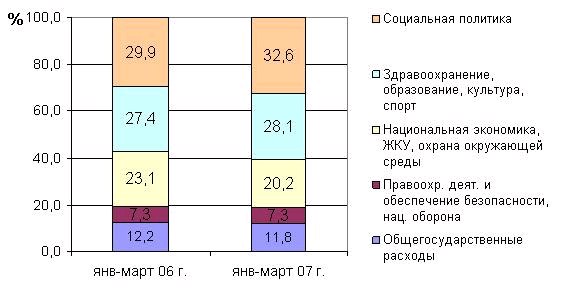 %
100,0
80,0
60,0
40,0
20,0
0,0
29,9
27,4
23,1
7,3
12,2
32,6
28,1
20,2
7,3
11,8
янв-март 06 г.
янв-март 07 г.
Социальная политика
Здравоохранение,
образование, культура,
спорт
Национальная экономика,
ЖКУ, охрана окружающей
среды
Правоохр. деят. и
обеспечение безопасности,
нац. оборона
Общегосударственные
расходы